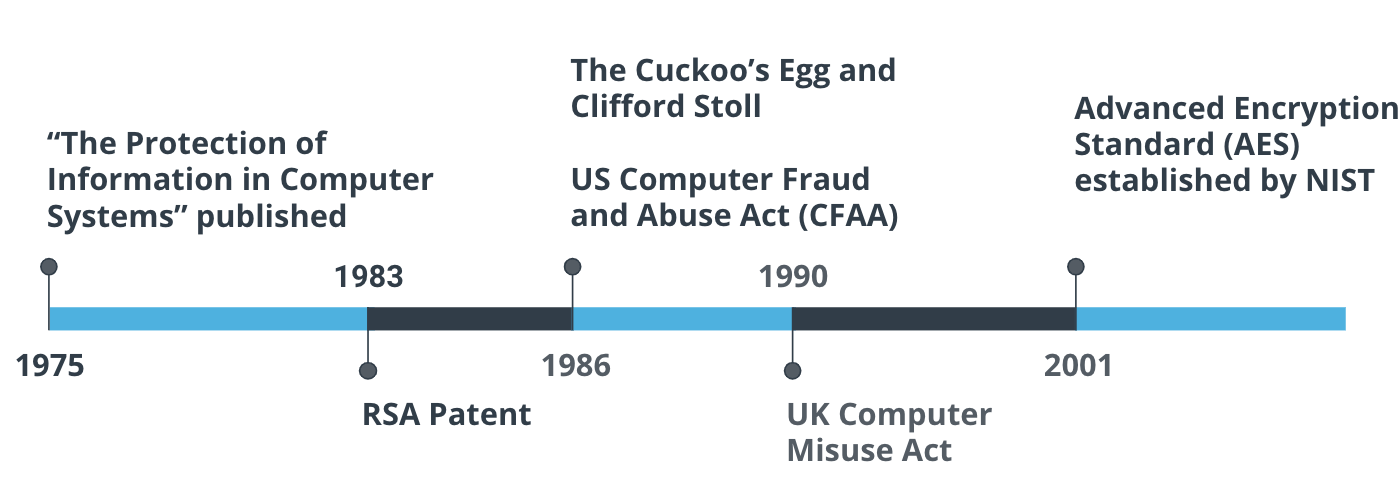 The Cuckoo’s Egg and
Clifford Stoll
Advanced Encryption
Standard (AES)
established by NIST
“The Protection of
Information in Computer
Systems” published
US Computer Fraud
and Abuse Act (CFAA)
1983
1990
1975
1986
2001
RSA Patent
UK Computer
Misuse Act